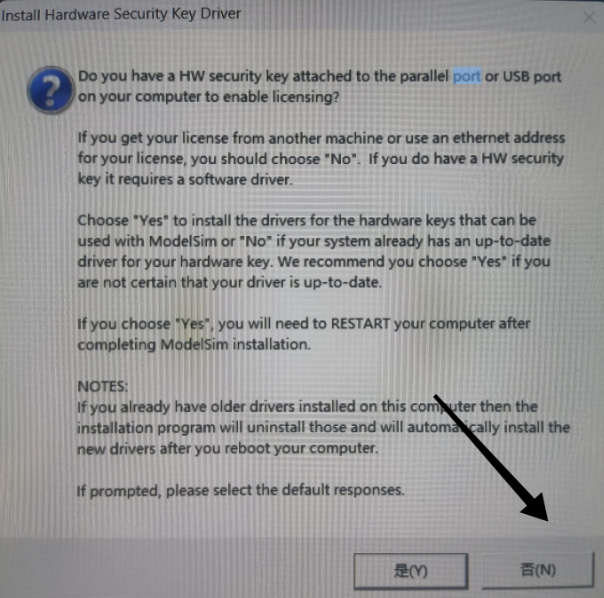 Install Hardware Security Key Driver
Do you have a HW security key attached to the parallel port or USB port
on your computer to enable licensing?
If you get your license from another machine or use an ethernet address
for your license, you should choose "No".  If you do have a HW security
key it requires a software driver.
Choose "Yes" to install the drivers for the hardware keys that can be
used with ModelSim or "No" if your system already has an up-to-date
driver for your hardware key. We recommend you choose "Yes" if you
are not certain that your driver is up-to-date.
If you choose "Yes", you will need to RESTART your computer after
completing ModelSim installation.
NOTES:
If you already have older drivers installed on this computer then the
installation program will uninstall those and will automatically install the
new drivers after you reboot your computer.
If prompted, please select the default responses.
是(Y)
否(N)